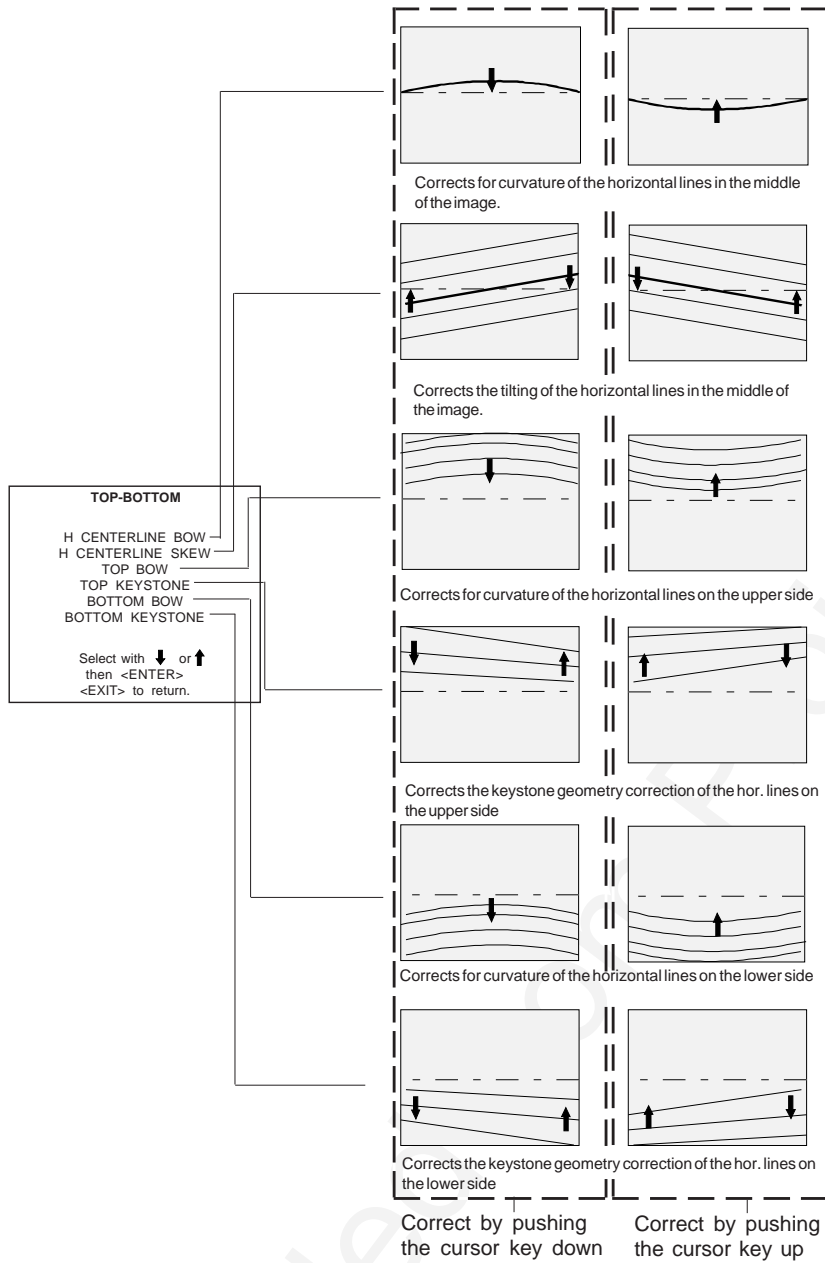 Corrects for curvature of the horizontal lines in the middle
of the image.
Corrects the tilting of the horizontal lines in the middle of
the image.
TOP-BOTTOM
H CENTERLINE BOW
H CENTERLINE SKEW
TOP BOW
TOP KEYSTONE
BOTTOM BOW
BOTTOM KEYSTONE
Select with or
then <ENTER>
<EXIT> to return.
Corrects for curvature of the horizontal lines on the upper side
Corrects the keystone geometry correction of the hor. lines on
the upper side
Corrects for curvature of the horizontal lines on the lower side
Corrects the keystone geometry correction of the hor. lines on
the lower side
Correct by pushing
the cursor key down
Correct by pushing
the cursor key up